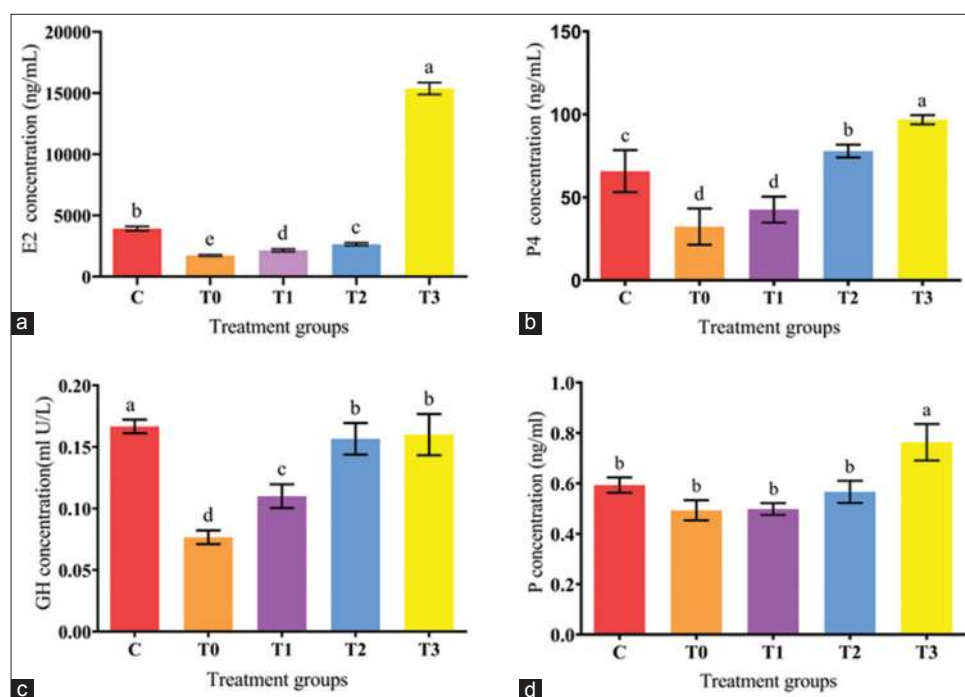 20000
15000
10000
5000
0
E2 concentration (ng/mL)
b
e
d
c
a
C T0 T1 T2 T3
Treatment groups
a
150
100
50
0
P4 concentration (ng/mL)
c
d
d
b
a
C T0 T1 T2 T3
Treatment groups
b
0.20
0.15
0.10
0.05
0.00
GH concentration(ml U/L)
a
d
c
b
b
C T0 T1 T2 T3
Treatment groups
c
1.0
0.8
0.6
0.4
0.2
0.0
P concentration (ng/ml)
b
b
b
b
a
C T0 T1 T2 T3
Treatment groups
d